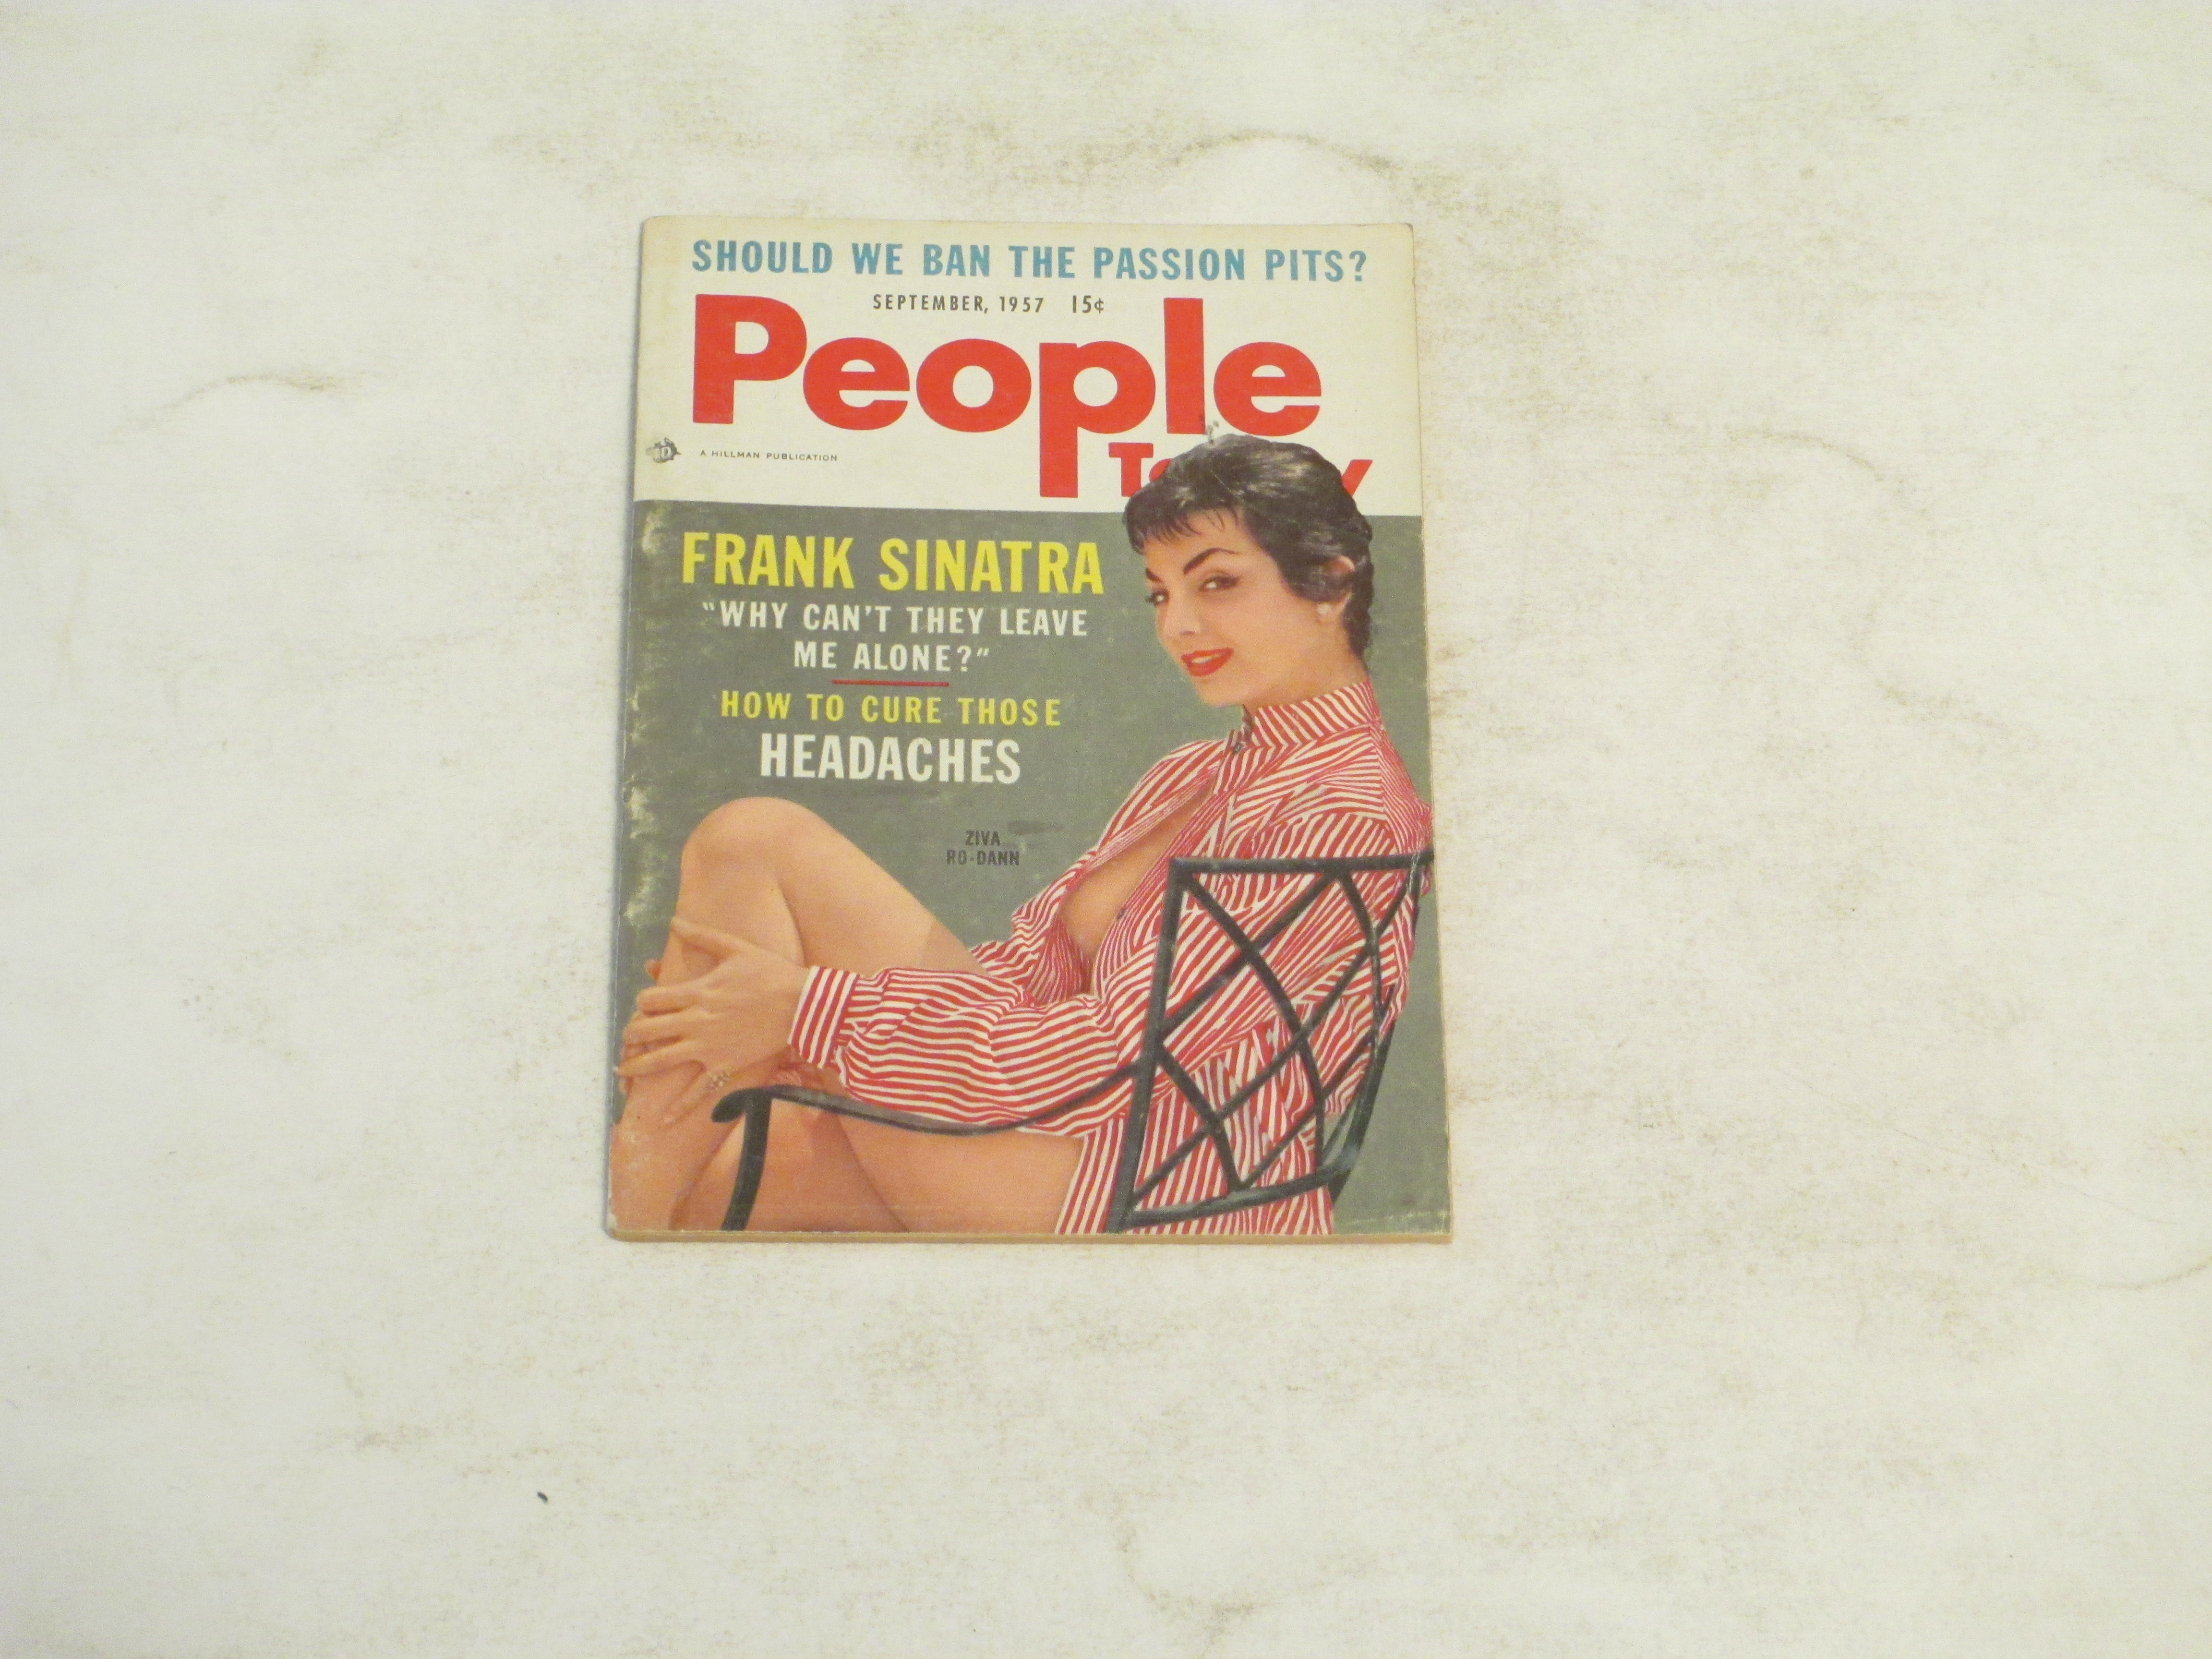 SHOULD WE BAN THE PASSION PITS?
SEPTEMBER, 1957 15¢
People
A HILLMAN PUBLICATION
FRANK SINATRA
"WHY CAN'T THEY LEAVE
ME ALONE?"
HOW TO CURE THOSE
HEADACHES
ZIVA
RO-DANN